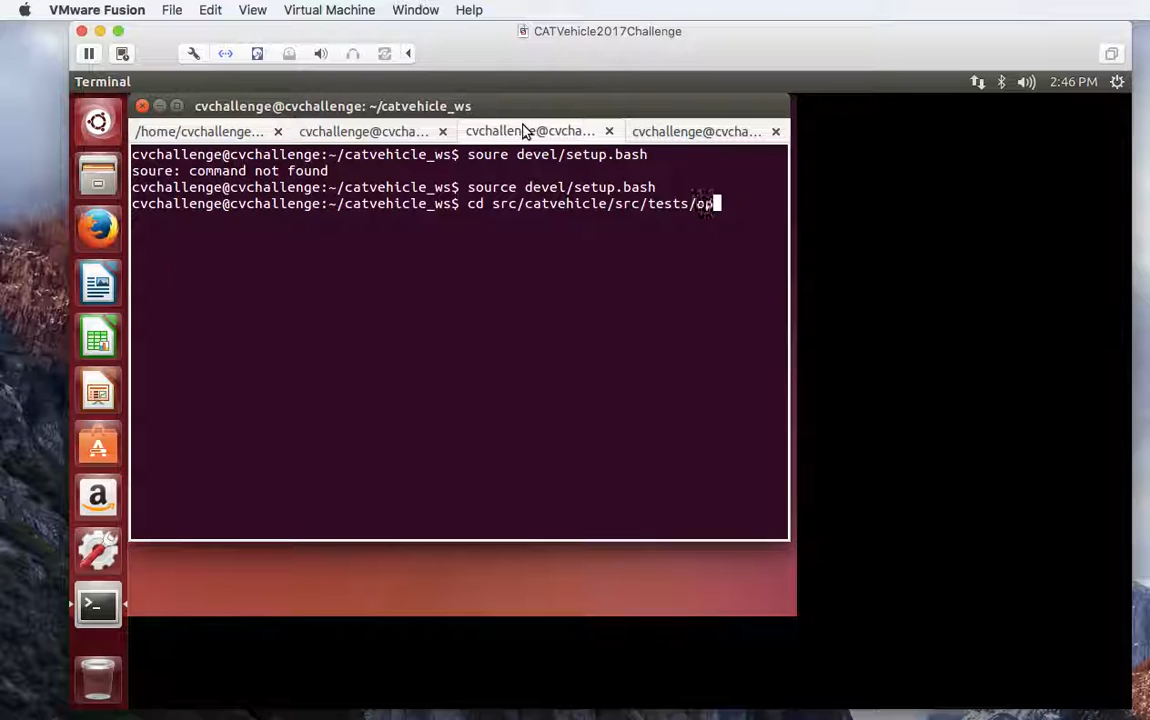 VMware Fusion File Edit View Virtual Machine Window Help
CATVehicle2017Challenge
Terminal 2:46 PM
cvchallenge@cvchallenge: ~/catvehicle_ws
/home/cvchallenge... cvchallenge@cvcha... cvchallenge@cvcha... cvchallenge@cvcha...
cvchallenge@cvchallenge:~/catvehicle_ws$ soure devel/setup.bash
soure: command not found
cvchallenge@cvchallenge:~/catvehicle_ws$ source devel/setup.bash
cvchallenge@cvchallenge:~/catvehicle_ws$ cd src/catvehicle/src/tests/op